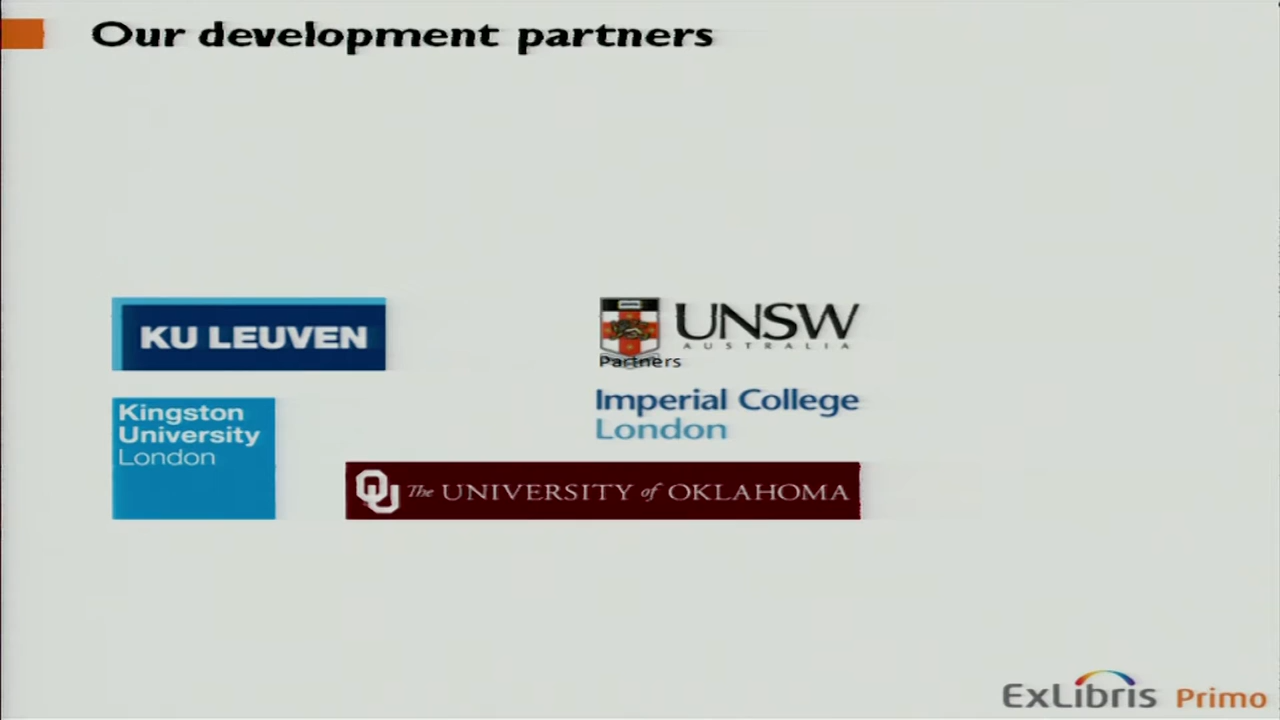 Our development partners
KU LEUVEN
UNSW
AUSTRALIA
Partners
Kingston
University
London
Imperial College
London
OU The UNIVERSITY of OKLAHOMA
ExLibris Primo